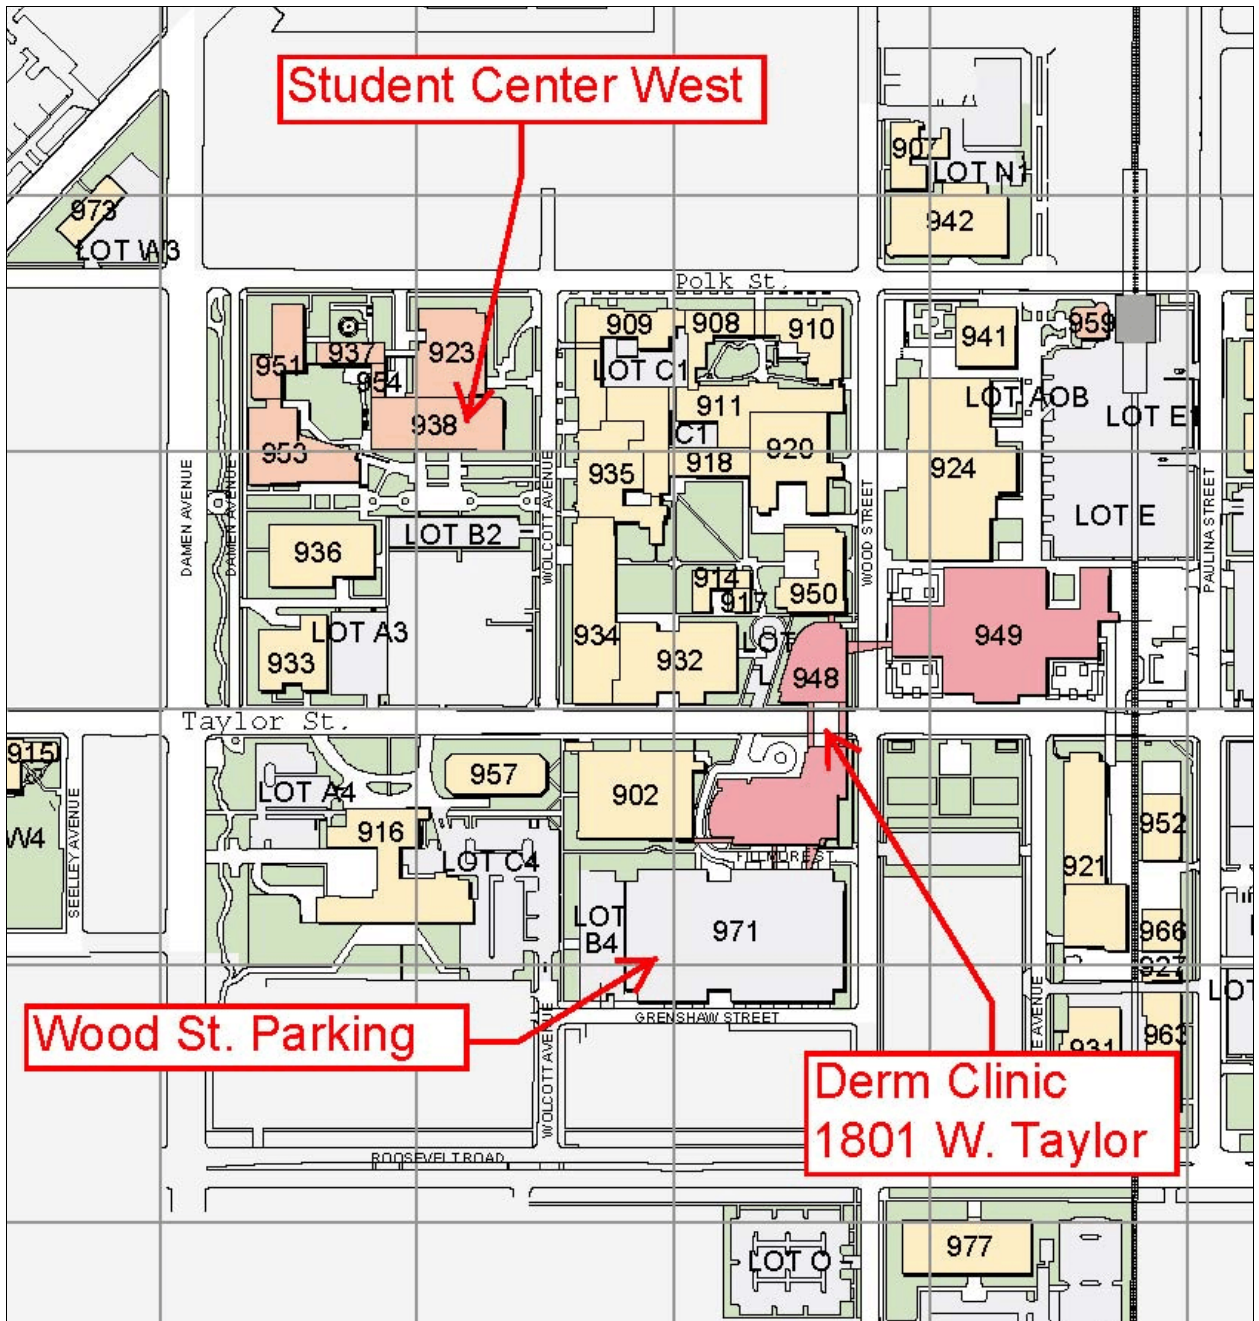 Student Center West
907
LOT N1
973
942
LOT W3
Polk St.
909
908
910
941
959
951
937
923
954
LOT C1
911
LOT AOB
LOT E1
938
C1
920
953
918
935
924
DAMEN AVENUE
DAMEN AVENUE
WOLCOTT AVENUE
WOOD STREET
PAULINA STREET
LOT B2
LOT E
936
914
917
950
LOT A3
934
949
933
932
948
Taylor St.
915
957
LOT A4
902
W4
SEELEY AVENUE
916
952
LOT C4
921
LOT
B4
971
966
927
Wood St. Parking
GRENSHAW STREET
WOLCOTT AVENUE
E AVENUE
LOT
931
963
Derm Clinic
1801 W. Taylor
ROOSEVELT ROAD
LOT O
977